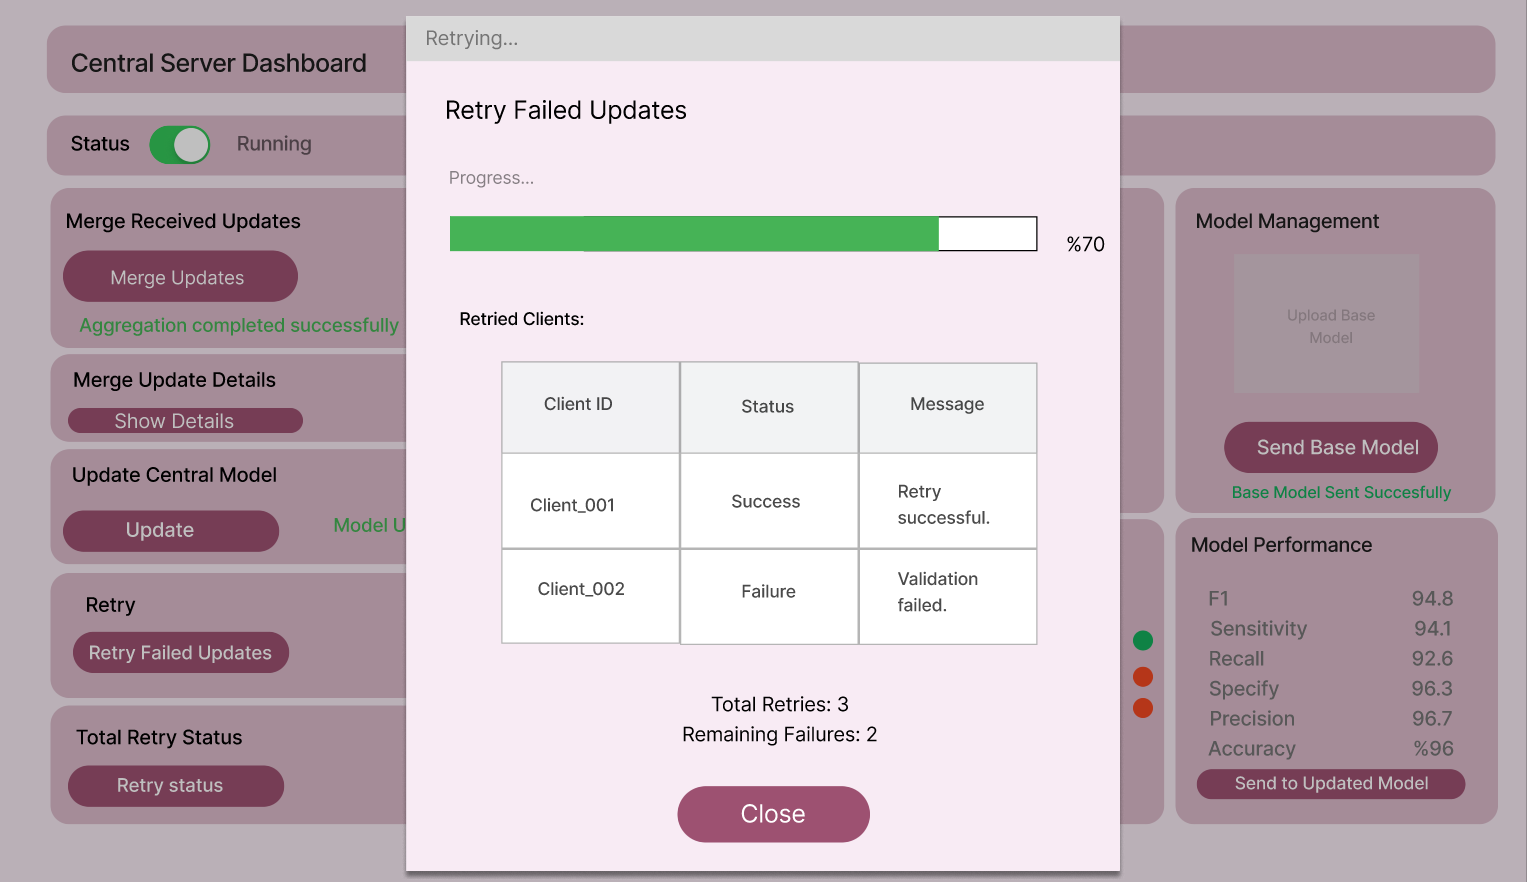 Retrying...
Central Server Dashboard
Retry Failed Updates
Status
Running
Progress...
%70
Merge Received Updates
Merge Updates
Aggregation completed successfully
Merge Update Details
Show Details
Update Central Model
Update
Model U
Retry
Retry Failed Updates
Total Retry Status
Retry status
Retried Clients:
Client ID
Status
Message
Client_001
Success
Retry
successful.
Client_002
Failure
Validation
failed.
Total Retries: 3
Remaining Failures: 2
Close
Model Management
Upload Base
Model
Send Base Model
Base Model Sent Succesfully
Model Performance
F1 94.8
Sensitivity 94.1
Recall 92.6
Specify 96.3
Precision 96.7
Accuracy %96
Send to Updated Model